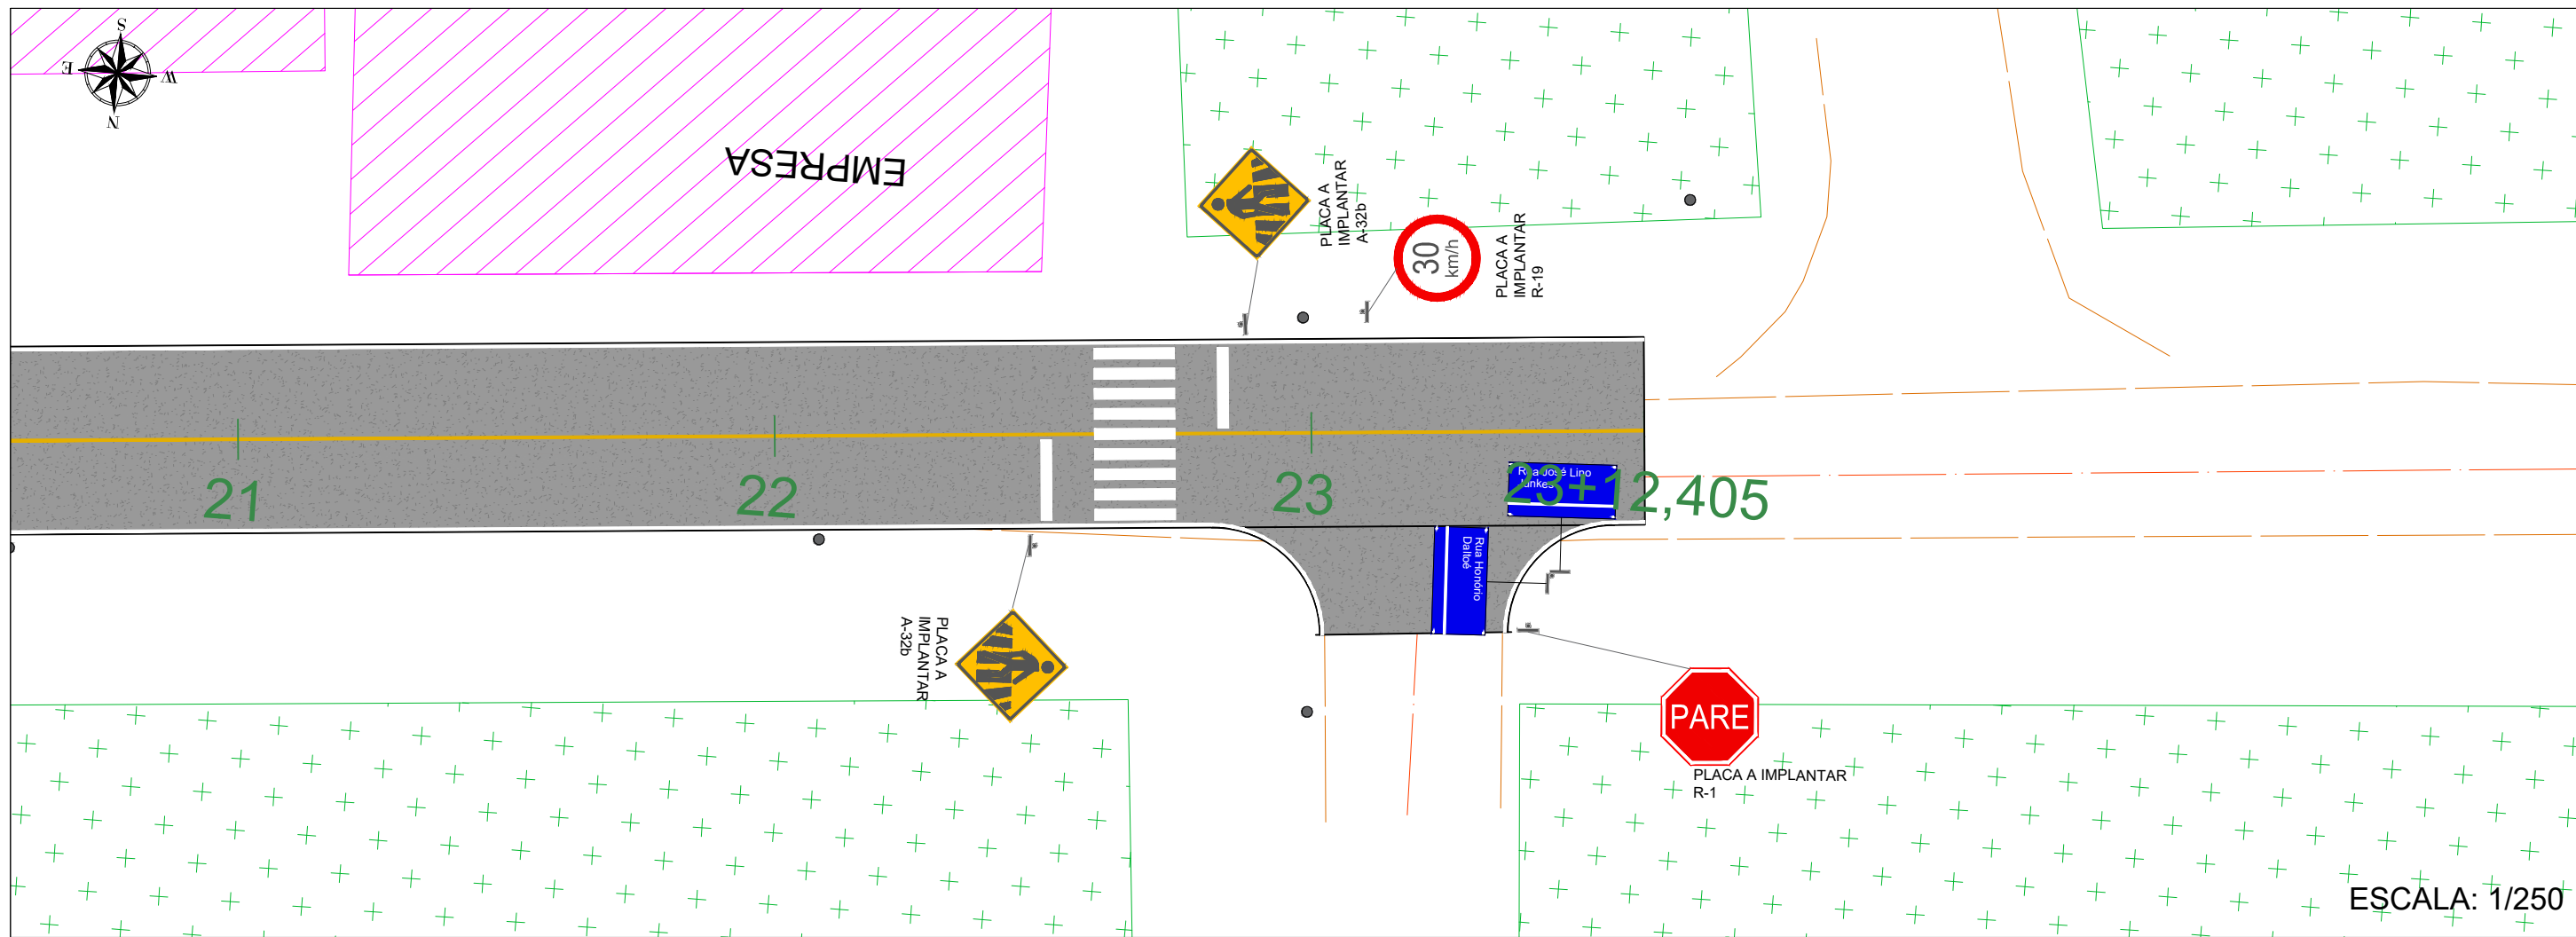 S
E
W
N
EMPRESA
PLACA A
IMPLANTAR
A-32b
30
km/h
PLACA A
IMPLANTAR
R-19
21
22
23
23+12,405
Rua José Lino
Junkes
Rua Honório
Daltoé
PLACA A
IMPLANTAR
A-32b
PARE
PLACA A IMPLANTAR
R-1
ESCALA: 1/250